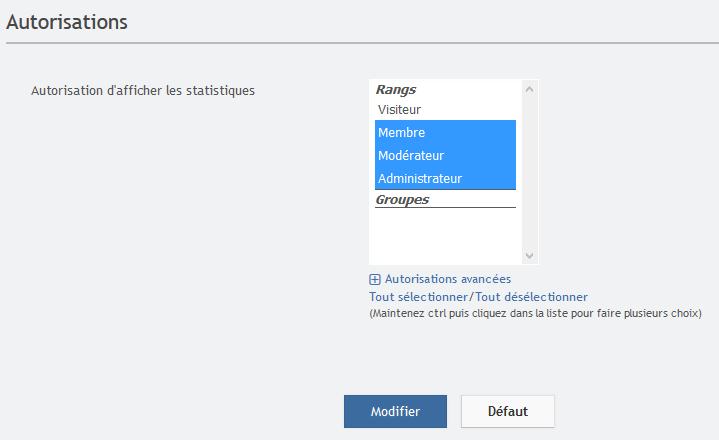 Autorisations
Autorisation d'afficher les statistiques
Rangs
Visiteur
Membre
Modérateur
Administrateur
Groupes
Autorisations avancées
Tout sélectionner/Tout désélectionner
(Maintenez ctrl puis cliquez dans la liste pour faire plusieurs choix)
Modifier
Défaut